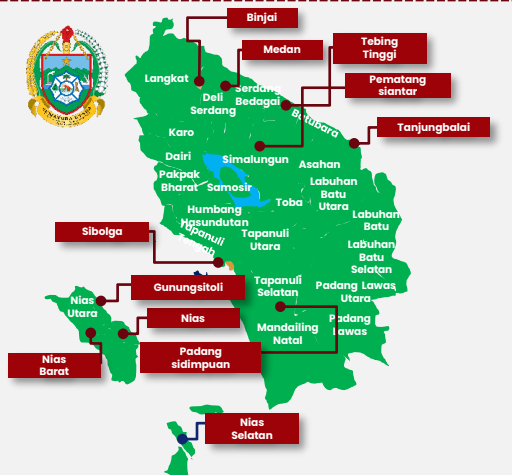 Binjai
Medan
Tebing
Tinggi
Pematang
siantar
Tanjungbalai
Langkat
Deli
Serdang
Serdang
Bedagai
Batubara
Karo
Dairi
Simalungun
Asahan
Pakpak
Bharat
Samosir
Labuhan
Batu
Utara
Toba
Humbang
Hasundutan
Labuhan
Batu
Tapanuli
Tengah
Tapanuli
Utara
Labuhan
Batu
Selatan
Sibolga
Gunungsitoli
Tapanuli
Selatan
Padang Lawas
Utara
Nias
Utara
Nias
Mandailing
Natal
Padang
Lawas
Padang
sidimpuan
Nias
Barat
Nias
Selatan